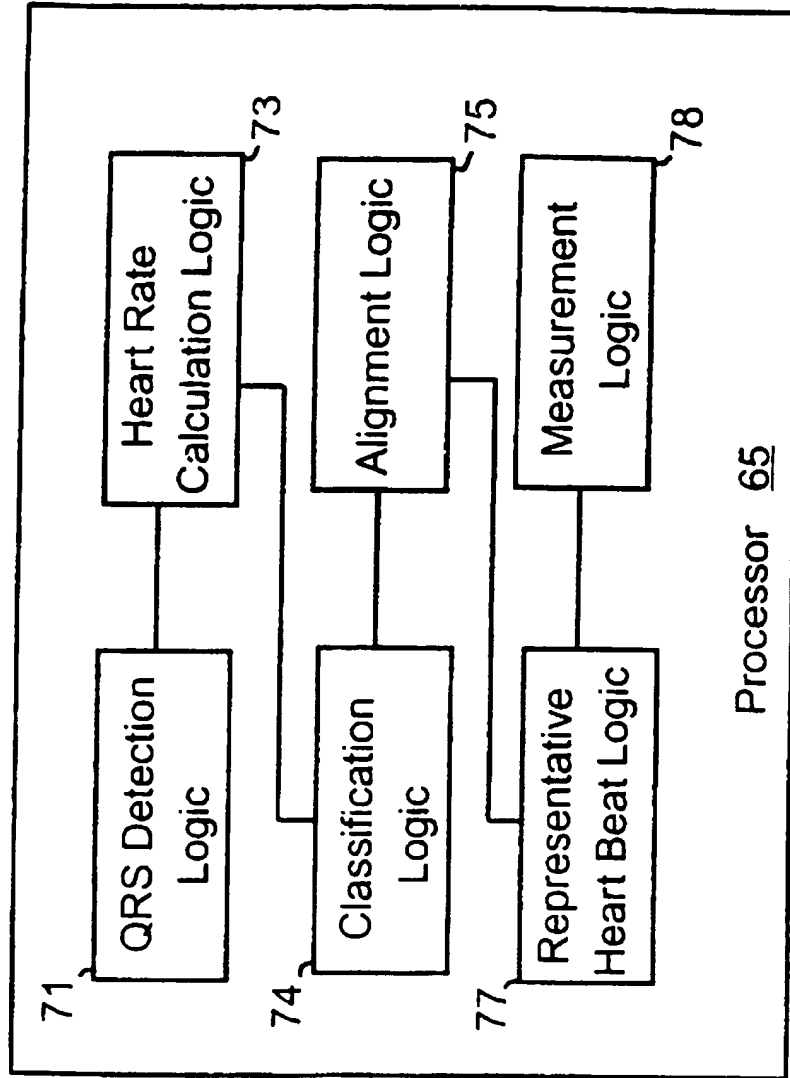 71
QRS Detection
Logic
Heart Rate
Calculation Logic
73
74
Classification
Logic
Alignment Logic
75
77
Representative
Heart Beat Logic
Measurement
Logic
78
Processor 65